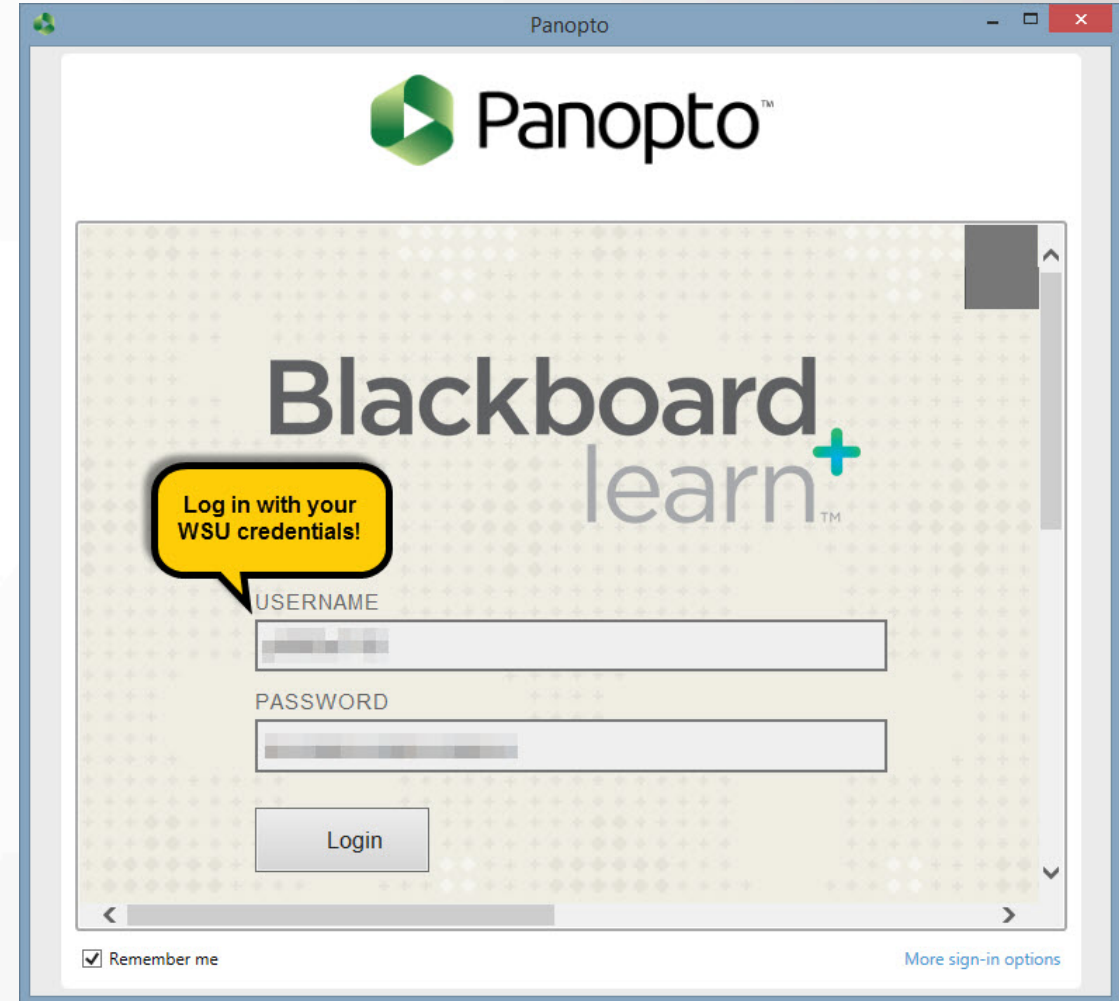 Panopto
Panopto™
Blackboard
learn™
Log in with your
WSU credentials!
USERNAME
PASSWORD
Login
Remember me
More sign-in options